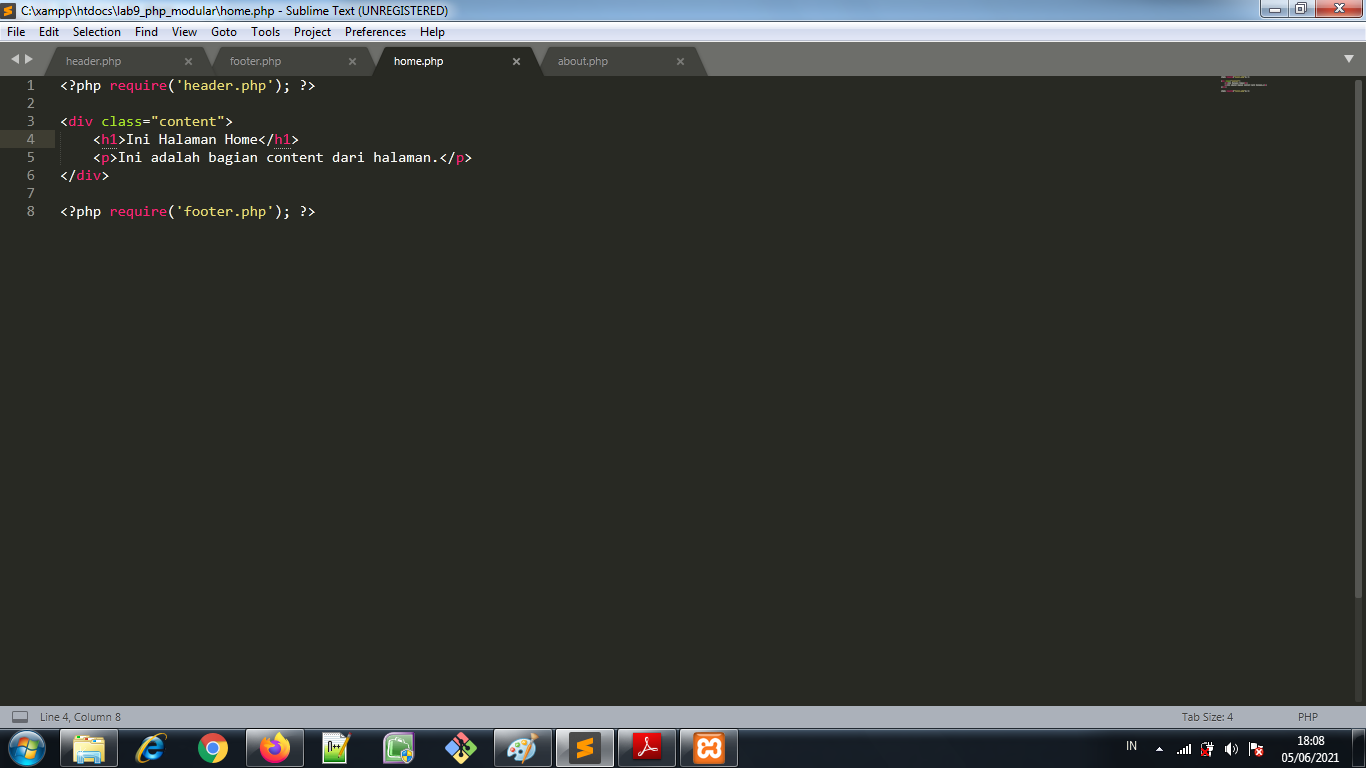 C:\xampp\htdocs\lab9_php_modular\home.php - Sublime Text (UNREGISTERED)
File Edit Selection Find View Goto Tools Project Preferences Help
header.php footer.php home.php about.php
1 <?php require('header.php'); ?>
2
3 <div class="content">
4     <h1>Ini Halaman Home</h1>
5     <p>Ini adalah bagian content dari halaman.</p>
6 </div>
7
8 <?php require('footer.php'); ?>
Line 4, Column 8 Tab Size: 4 PHP
IN 18:08
05/06/2021